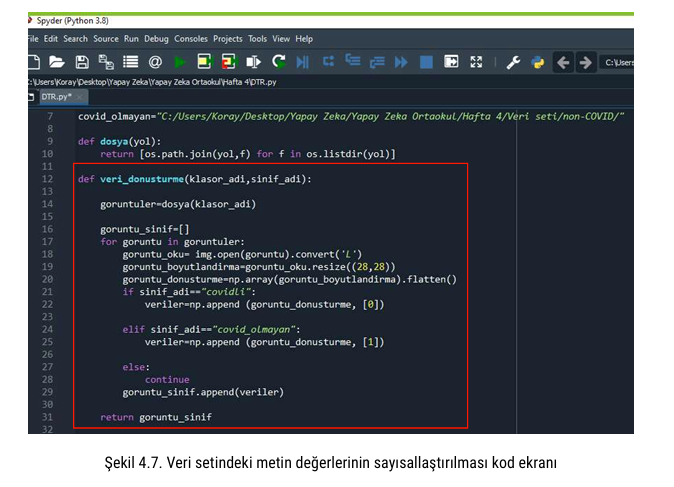 Spyder (Python 3.8)
File Edit Search Source Run Debug Consoles Projects Tools View Help
C:\Users
C:\Users\Koray\Desktop\Yapay Zeka\Yapay Zeka Ortaokul\Hafta 4\DTR.py
DTR.py*
7 covid_olmayan="C:/Users/Koray/Desktop/Yapay Zeka/Yapay Zeka Ortaokul/Hafta 4/Veri seti/non-COVID/"
8
9 def dosya(yol):
10 return [os.path.join(yol,f) for f in os.listdir(yol)]
11
12 def veri_donusturme(klasor_adi,sinif_adi):
13
14 goruntuler=dosya(klasor_adi)
15
16 goruntu_sinif=[]
17 for goruntu in goruntuler:
18 goruntu_oku= img.open(goruntu).convert('L')
19 goruntu_boyutlandirma=goruntu_oku.resize((28,28))
20 goruntu_donusturme=np.array(goruntu_boyutlandirma).flatten()
21 if sinif_adi=="covidli":
22 veriler=np.append (goruntu_donusturme, [0])
23
24 elif sinif_adi=="covid_olmayan":
25 veriler=np.append (goruntu_donusturme, [1])
26
27 else:
28 continue
29 goruntu_sinif.append(veriler)
30
31 return goruntu_sinif
32
Şekil 4.7. Veri setindeki metin değerlerinin sayısallaştırılması kod ekranı